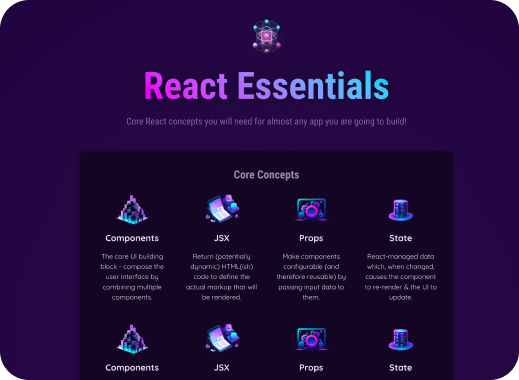 React Essentials
Core React concepts you will need for almost any app you are going to build!
Core Concepts
Components
The core UI building
block - compose the
user interface by
combining multiple
components.
JSX
Return (potentially
dynamic) HTML(ish)
code to define the
actual markup that will
be rendered.
Props
Make components
configurable (and
therefore reusable) by
passing input data to
them.
State
React-managed data
which, when changed,
causes the component
to re-render & the UI to
update.
Components
JSX
Props
State